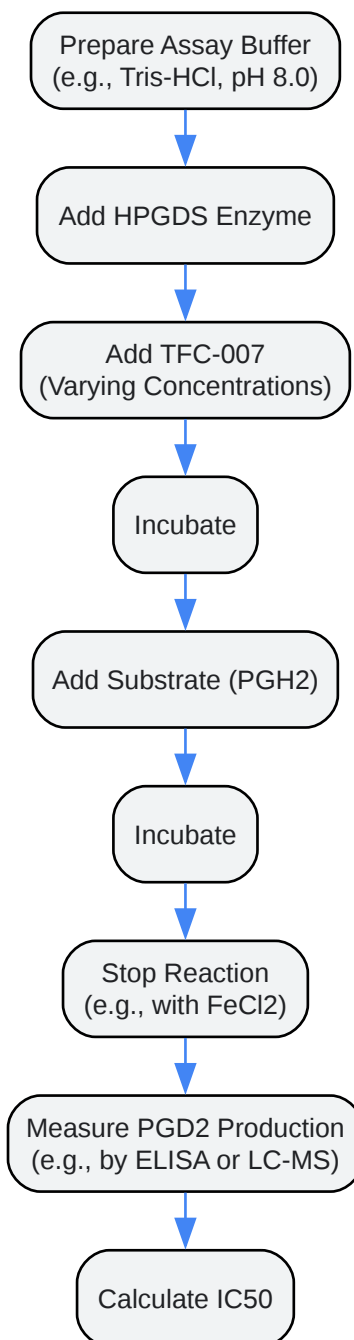 Prepare Assay Buffer
(e.g., Tris-HCl, pH 8.0)
Add HPGDS Enzyme
Add TFC-007
(Varying Concentrations)
Incubate
Add Substrate (PGH2)
Incubate
Stop Reaction
(e.g., with FeCl2)
Measure PGD2 Production
(e.g., by ELISA or LC-MS)
Calculate IC50